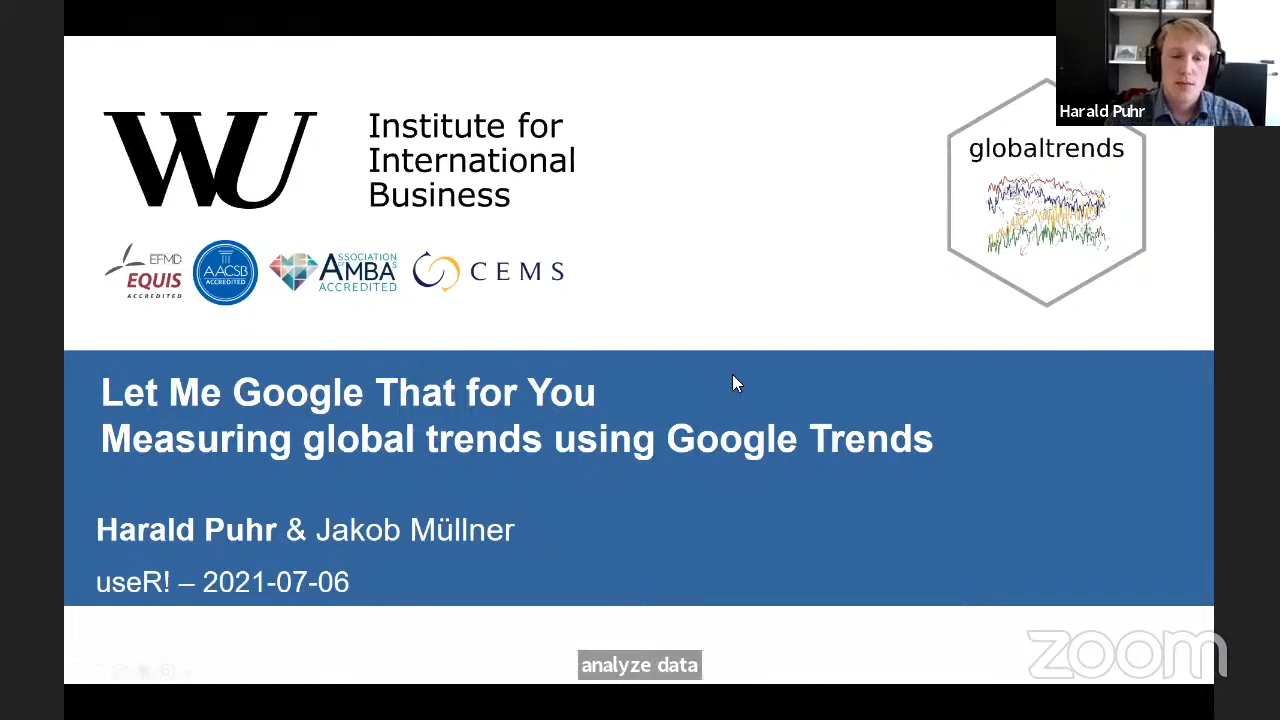 WU
Institute for
International
Business
Harald Puhr
globaltrends
EFMD
EQUIS
ACCREDITED
AACSB
ACCREDITED
ASSOCIATION
AMBA
ACCREDITED
CEMS
Let Me Google That for You
Measuring global trends using Google Trends
Harald Puhr & Jakob Müllner
useR! – 2021-07-06
analyze data
zoom